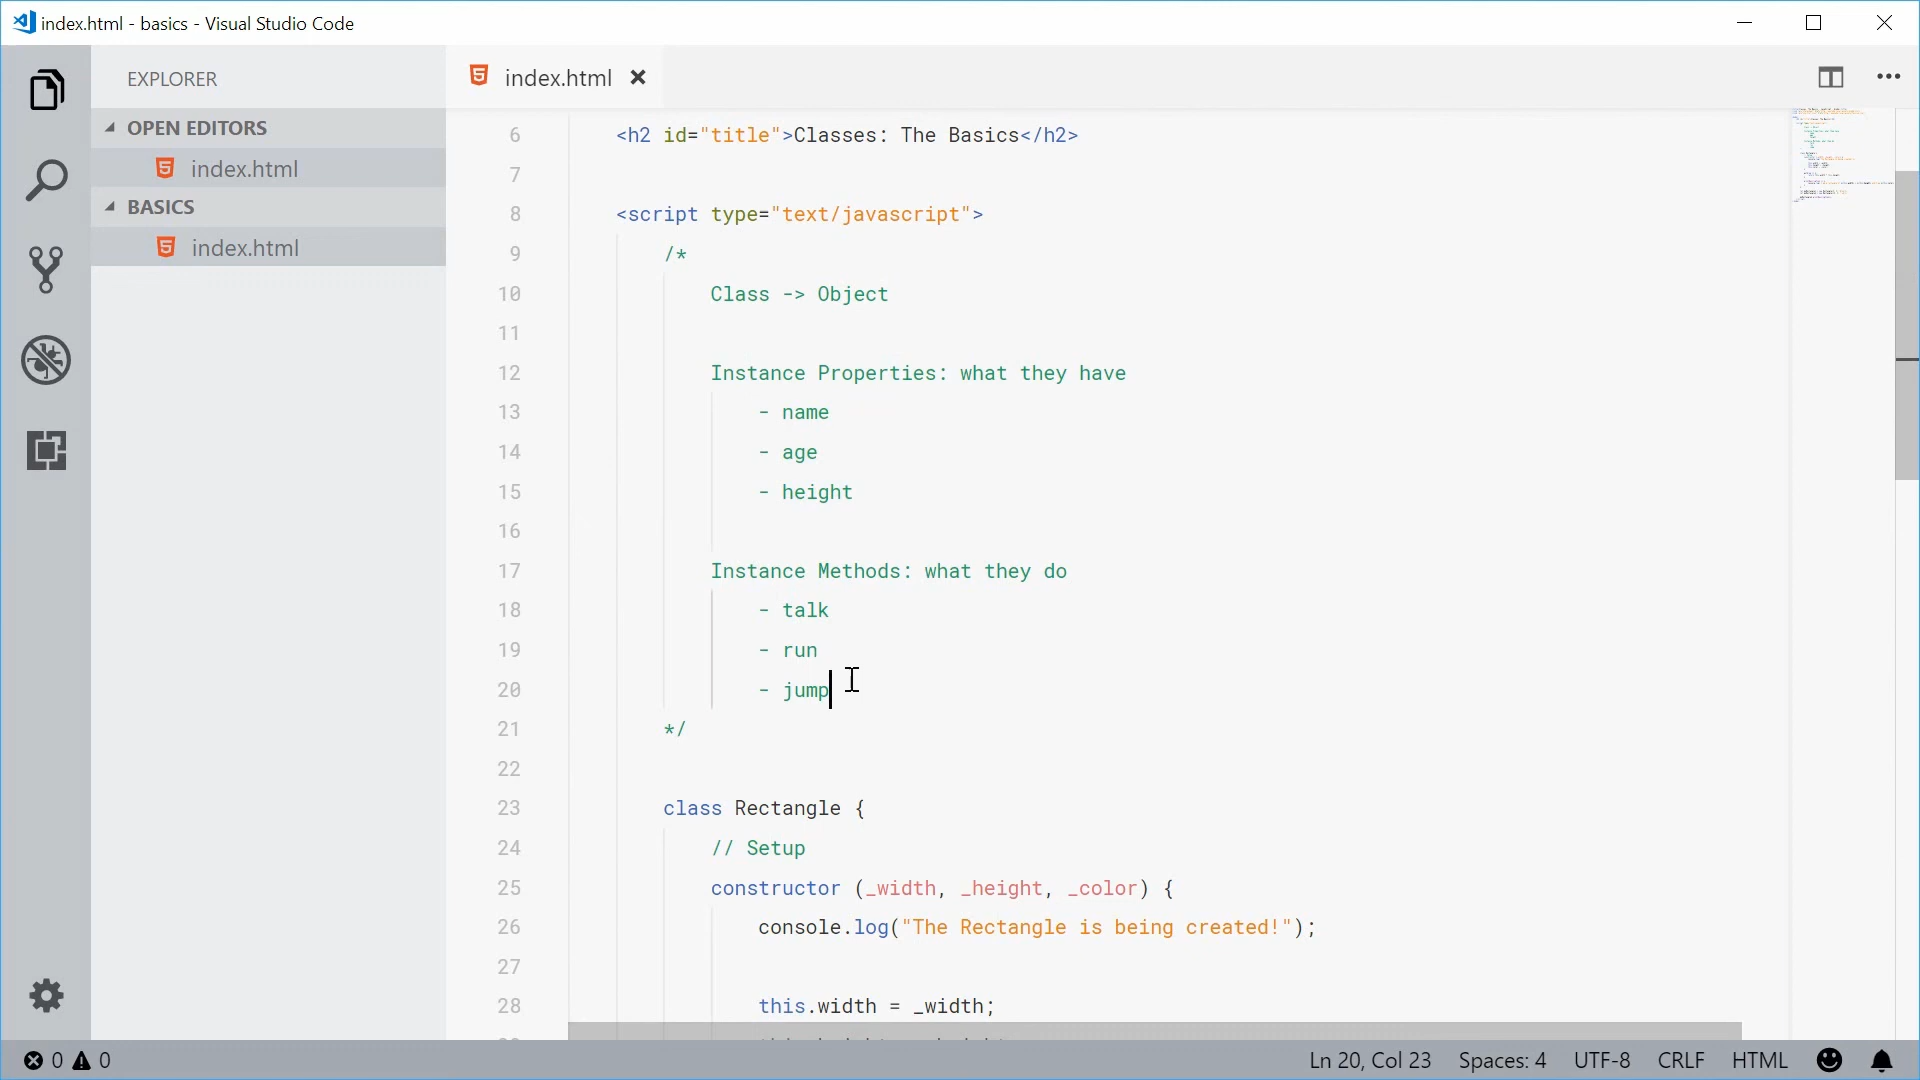 index.html - basics - Visual Studio Code
EXPLORER
OPEN EDITORS
index.html
BASICS
index.html
index.html
6 <h2 id="title">Classes: The Basics</h2>
7
8 <script type="text/javascript">
9 /*
10 Class -> Object
11
12 Instance Properties: what they have
13 - name
14 - age
15 - height
16
17 Instance Methods: what they do
18 - talk
19 - run
20 - jump
21 */
22
23 class Rectangle {
24 // Setup
25 constructor (_width, _height, _color) {
26 console.log("The Rectangle is being created!");
27
28 this.width = _width;
0 0
Ln 20, Col 23 Spaces: 4 UTF-8 CRLF HTML